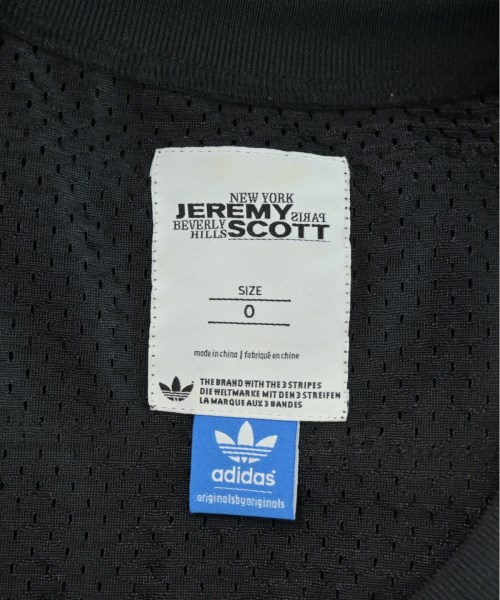 NEW YORK
JEREMY PARIS
BEVERLY HILLS SCOTT
SIZE
0
made in china / fabriqué en chine
THE BRAND WITH THE 3 STRIPES
DIE WELTMARKE MIT DEN 3 STREIFEN
LA MARQUE AUX 3 BANDES
adidas
originalsbyoriginals